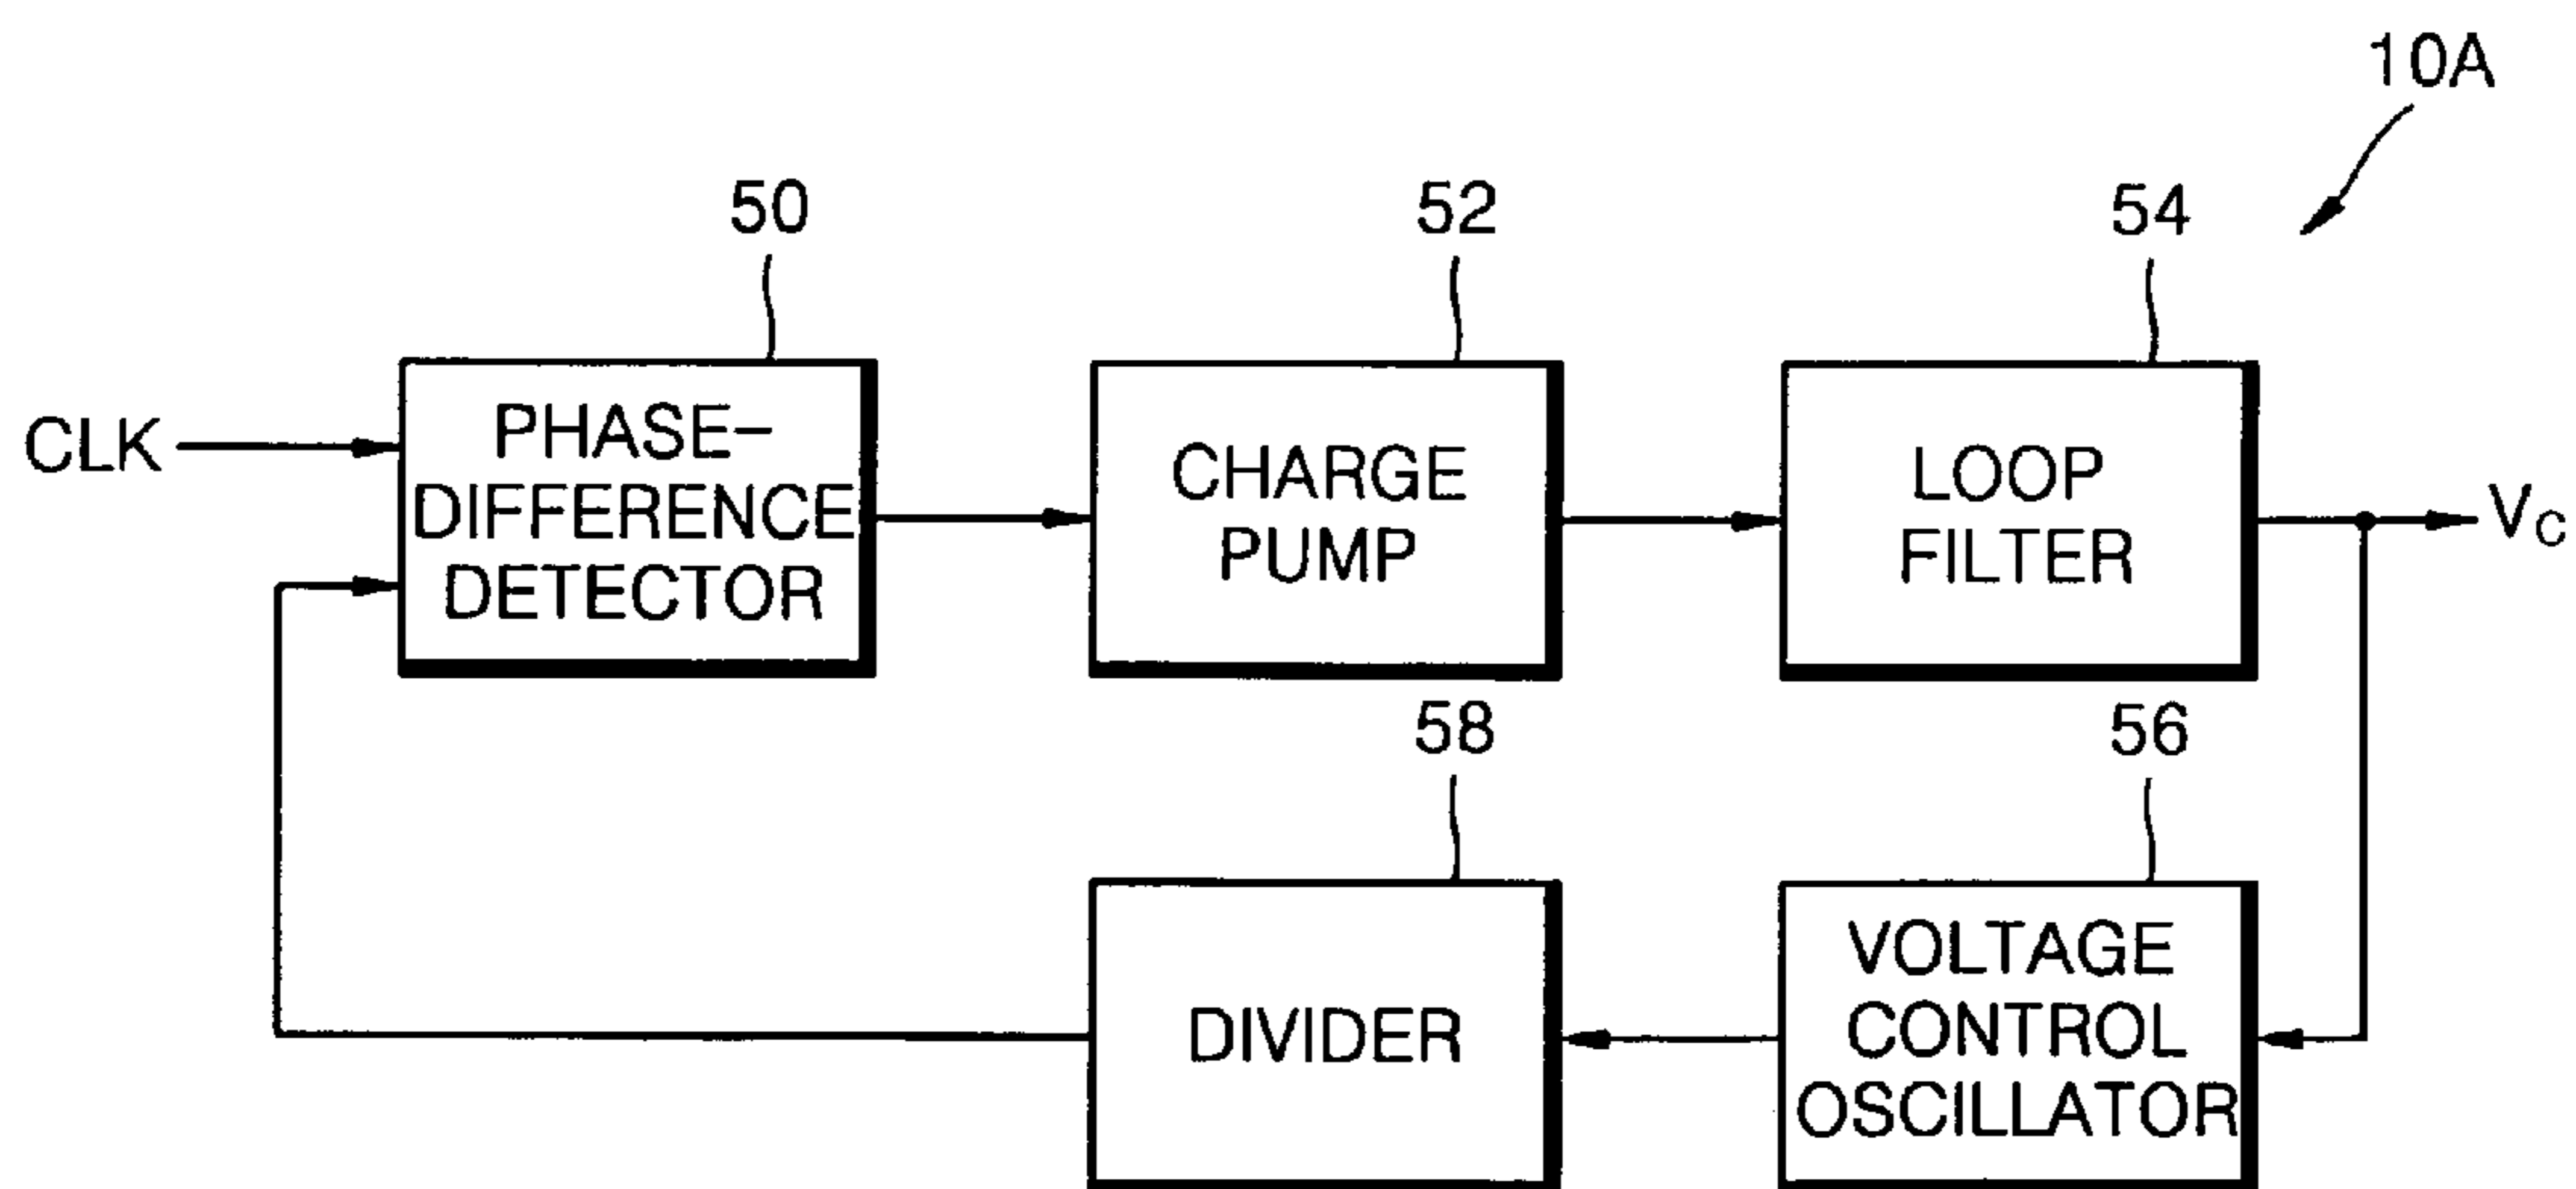 10A
50
52
54
CLK
PHASE-
DIFFERENCE
DETECTOR
CHARGE
PUMP
LOOP
FILTER
VC
58
56
DIVIDER
VOLTAGE
CONTROL
OSCILLATOR